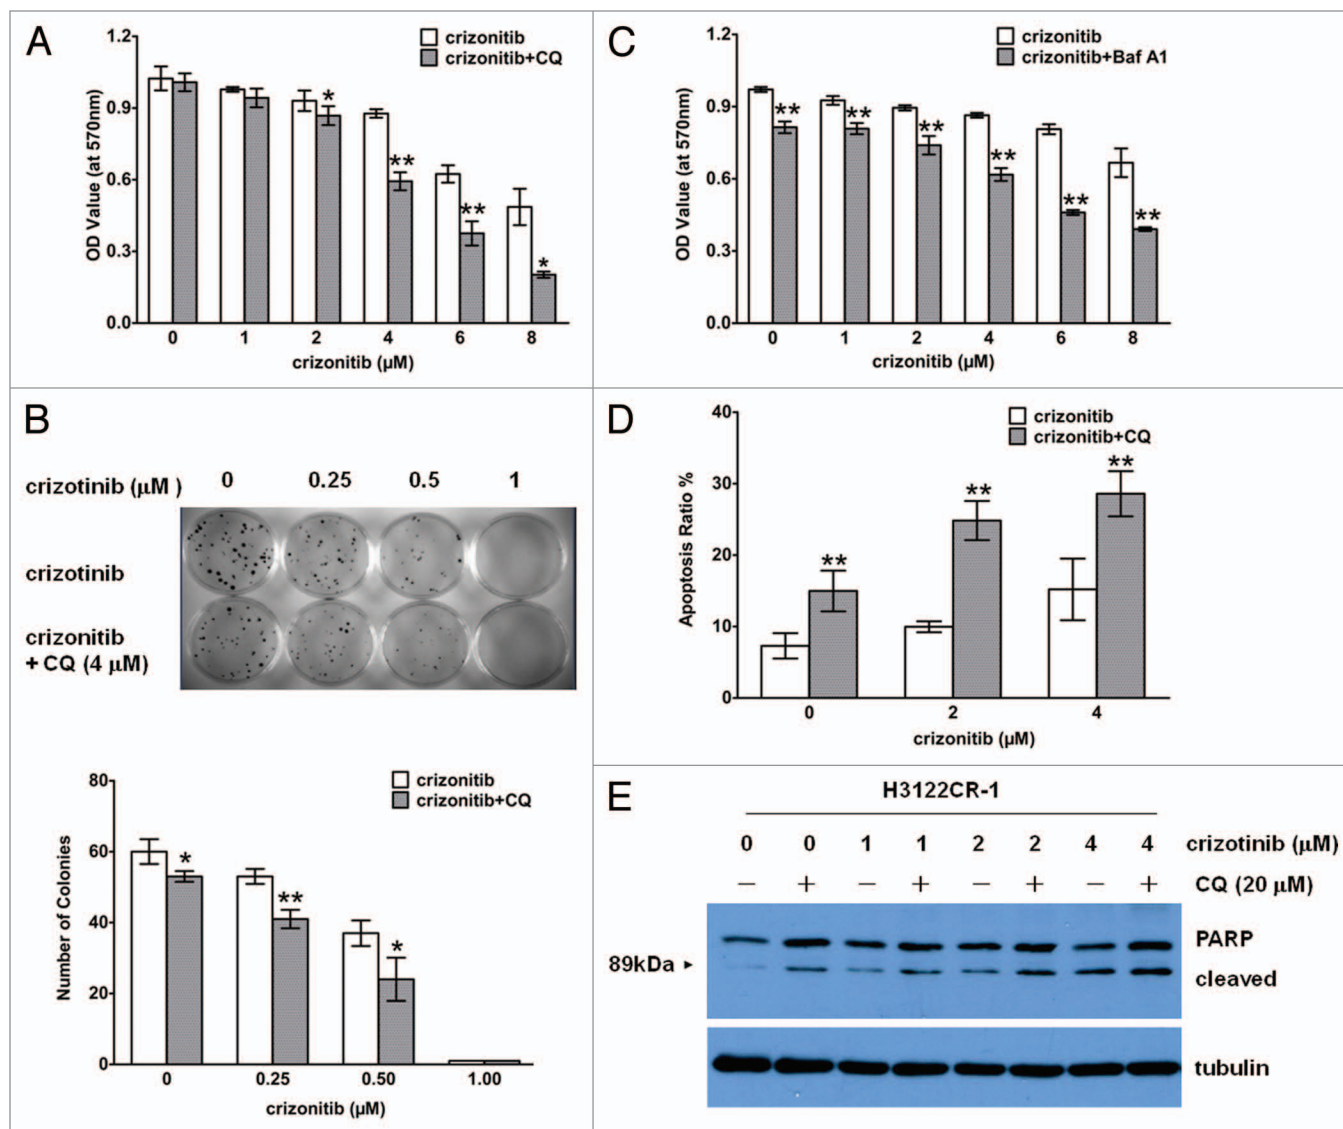 A
1.2
0.9
0.6
0.3
0.0
OD Value (at 570nm)
crizonitib
crizonitib+CQ
*
**
**
*
0 1 2 4 6 8
crizonitib (µM)
C
1.2
0.9
0.6
0.3
0.0
OD Value (at 570nm)
crizonitib
crizonitib+Baf A1
**
**
**
**
**
**
0 1 2 4 6 8
crizonitib (µM)
B
crizotinib (µM ) 0 0.25 0.5 1
crizotinib
crizonitib
+ CQ (4 µM)
80
60
40
20
0
Number of Colonies
crizonitib
crizonitib+CQ
*
**
*
0 0.25 0.50 1.00
crizonitib (µM)
D
40
30
20
10
0
Apoptosis Ratio %
crizonitib
crizonitib+CQ
**
**
**
0 2 4
crizonitib (µM)
E
H3122CR-1
0 0 1 1 2 2 4 4 crizotinib (µM)
— + — + — + — + CQ (20 µM)
PARP
89kDa ►
cleaved
tubulin